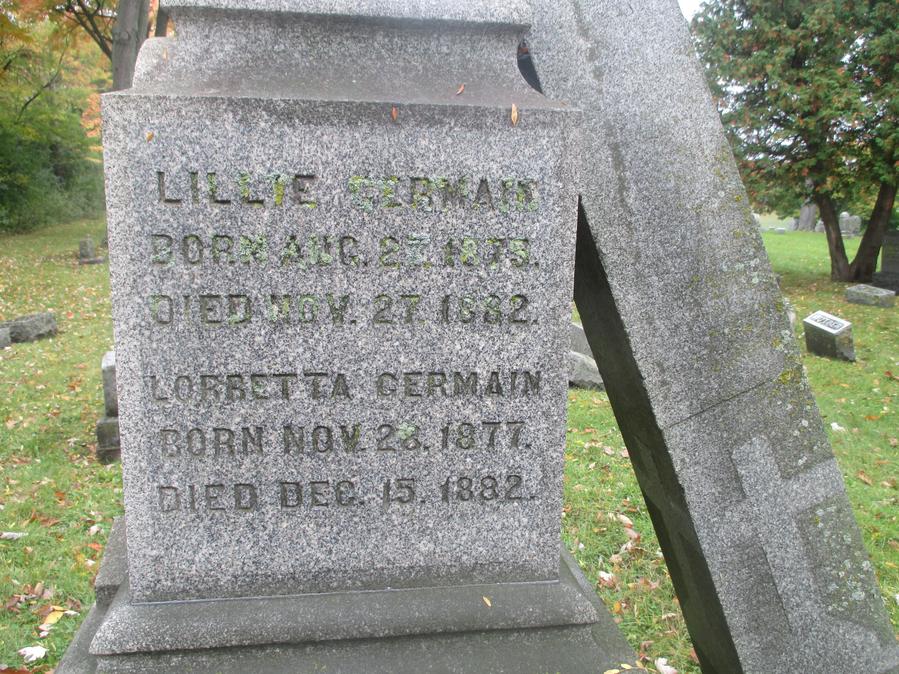 LILLIE GERMAIN
BORN AUG. 27. 1875.
DIED NOV. 27. 1882.
LORRETTA GERMAIN
BORN NOV. 28. 1877.
DIED DEC. 15. 1882.